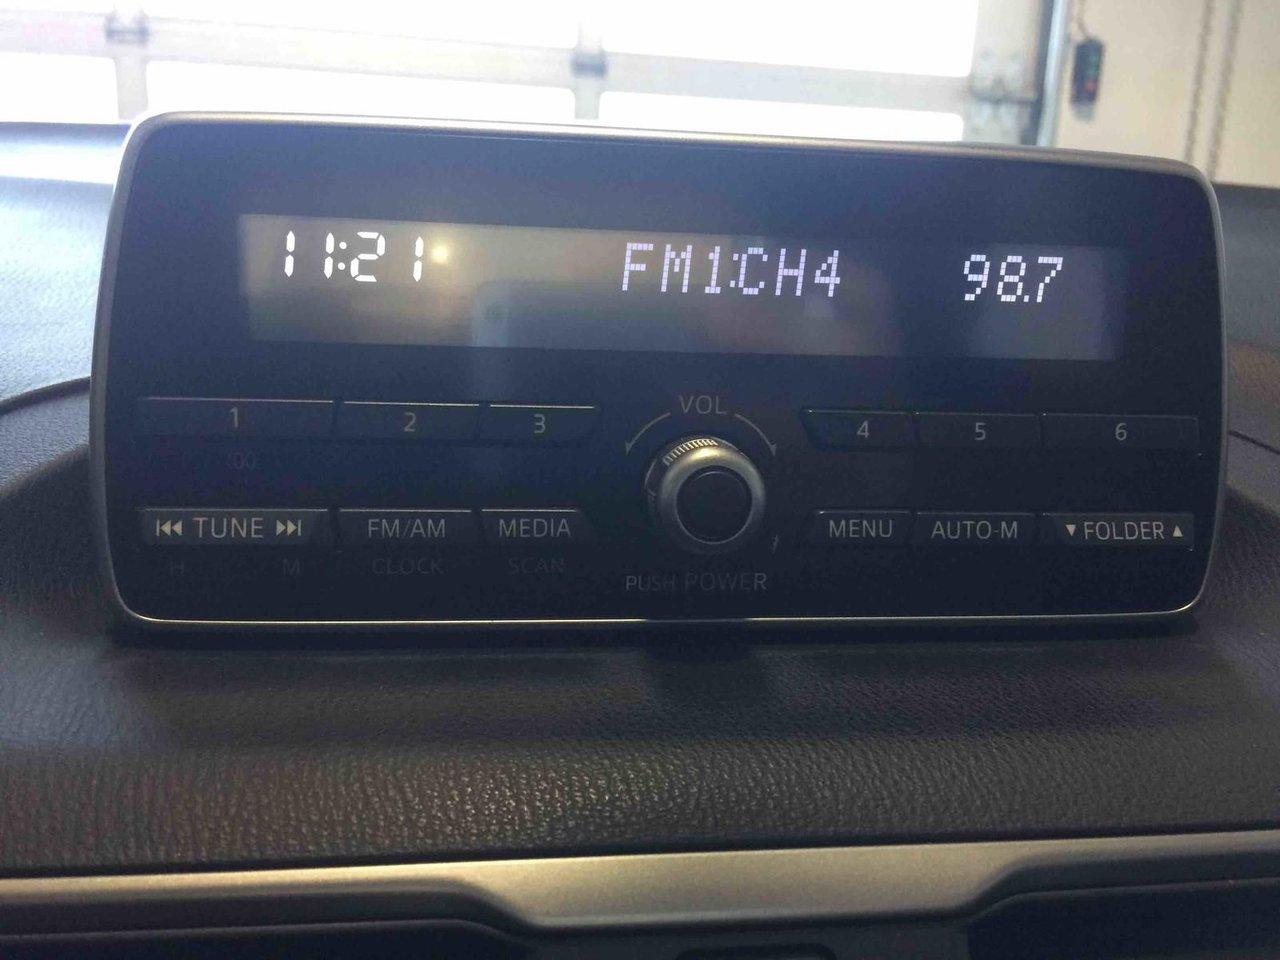 11:21 FM1:CH4 98.7
1 2 3 VOL 4 5 6
:00
TUNE FM/AM MEDIA MENU AUTO-M ▼ FOLDER ▲
H M CLOCK SCAN PUSH POWER